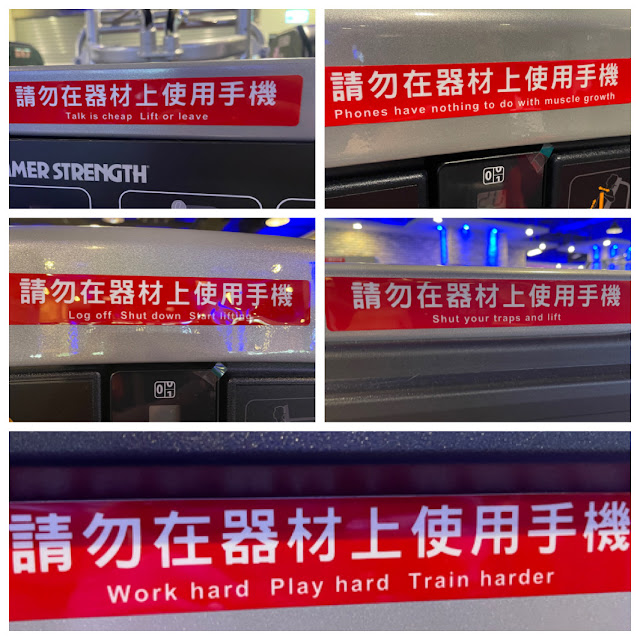 請勿在器材上使用手機
Talk is cheap Lift or leave
AMER STRENGTH
請勿在器材上使用手機
Phones have nothing to do with muscle growth
請勿在器材上使用手機
Log off Shut down Start lifting
請勿在器材上使用手機
Shut your traps and lift
請勿在器材上使用手機
Work hard Play hard Train harder